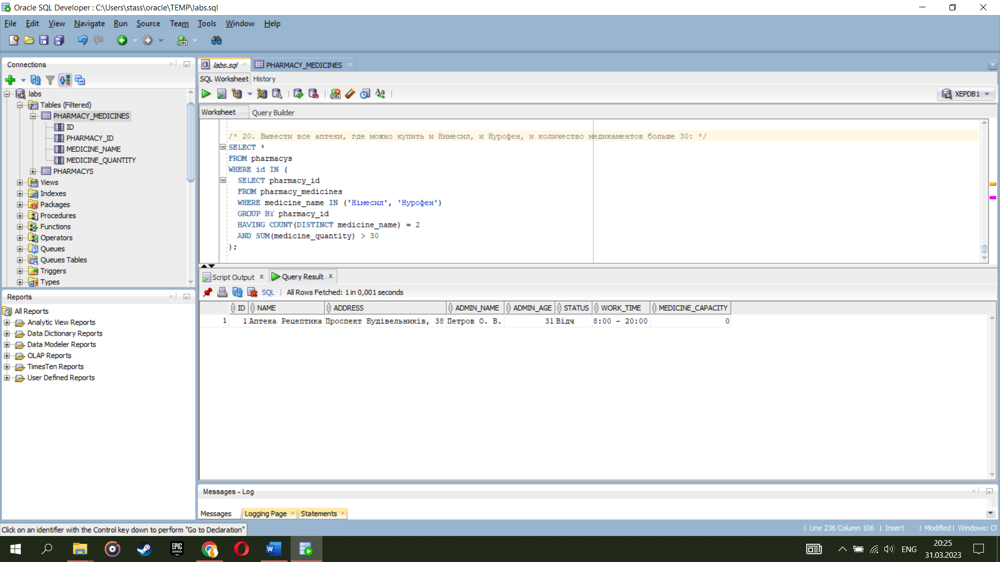 Oracle SQL Developer : C:\Users\stass\oracle\TEMP\labs.sql
File Edit View Navigate Run Source Team Tools Window Help
Connections
labs
Tables (Filtered)
PHARMACY_MEDICINES
ID
PHARMACY_ID
MEDICINE_NAME
MEDICINE_QUANTITY
PHARMACYS
Views
Indexes
Packages
Procedures
Functions
Operators
Queues
Queues Tables
Triggers
Types
Reports
All Reports
Analytic View Reports
Data Dictionary Reports
Data Modeler Reports
OLAP Reports
TimesTen Reports
User Defined Reports
labs.sql PHARMACY_MEDICINES
SQL Worksheet History
XEPDB1
Worksheet Query Builder
/* 20. Вывести все аптеки, где можно купить и Нимесил, и Нурофен, и количество медикаментов больше 30: */
SELECT *
FROM pharmacys
WHERE id IN (
SELECT pharmacy_id
FROM pharmacy_medicines
WHERE medicine_name IN ('Німесил', 'Нурофен')
GROUP BY pharmacy_id
HAVING COUNT(DISTINCT medicine_name) = 2
AND SUM(medicine_quantity) > 30
);
Script Output Query Result
SQL All Rows Fetched: 1 in 0,001 seconds
ID NAME ADDRESS ADMIN_NAME ADMIN_AGE STATUS WORK_TIME MEDICINE_CAPACITY
1 1 Аптека Рецептика Проспект Будівельників, 38 Петров О. В. 31 Відч 8:00 - 20:00 0
Messages - Log
Messages Logging Page Statements
Click on an identifier with the Control key down to perform "Go to Declaration"
Line 236 Column 106 Insert Modified Windows:
SQL
SQL
EPIC GAMES
ENG
20:25
31.03.2023